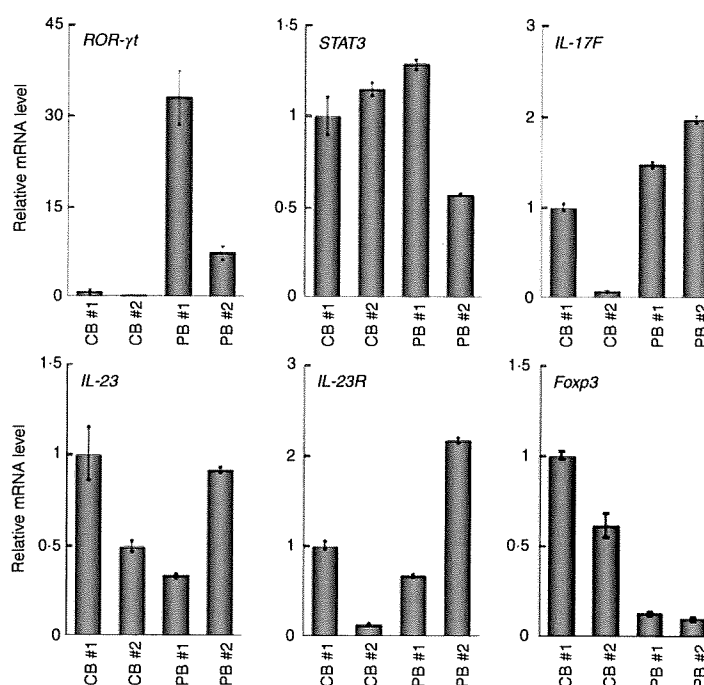 ROR-γt
Relative mRNA level
45
30
15
0
CB #1
CB #2
PB #1
PB #2
STAT3
1·5
1
0·5
0
CB #1
CB #2
PB #1
PB #2
IL-17F
3
2
1
0
CB #1
CB #2
PB #1
PB #2
IL-23
Relative mRNA level
1·5
1
0·5
0
CB #1
CB #2
PB #1
PB #2
IL-23R
3
2
1
0
CB #1
CB #2
PB #1
PB #2
Foxp3
1·5
1
0·5
0
CB #1
CB #2
PB #1
PB #2